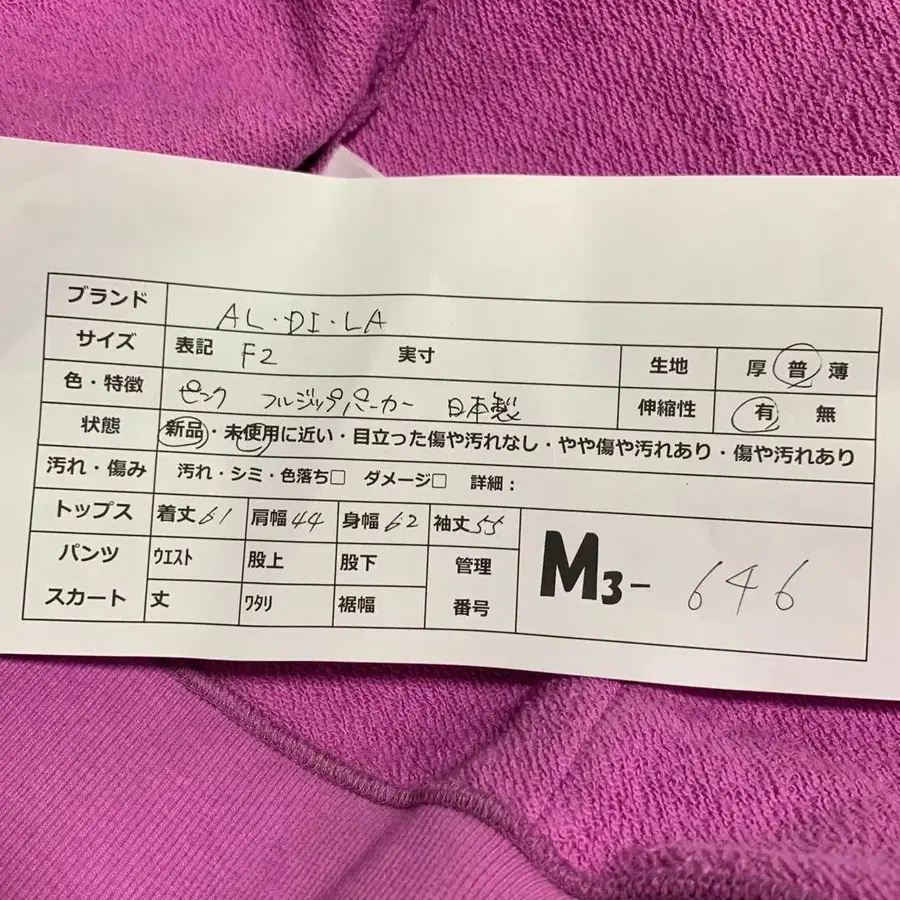 ブランド AL・DI・LA
サイズ 表記 F2 実寸 生地 厚 普 薄
色・特徴 ピンク フルジップパーカー 日本製 伸縮性 有 無
状態 新品・未使用に近い・目立った傷や汚れなし・やや傷や汚れあり・傷や汚れあり
汚れ・傷み 汚れ・シミ・色落ち□ ダメージ□ 詳細：
トップス 着丈 61 肩幅 44 身幅 62 袖丈 55
パンツ ウエスト 股上 股下 管理 M3- 646
スカート 丈 ワタリ 裾幅 番号